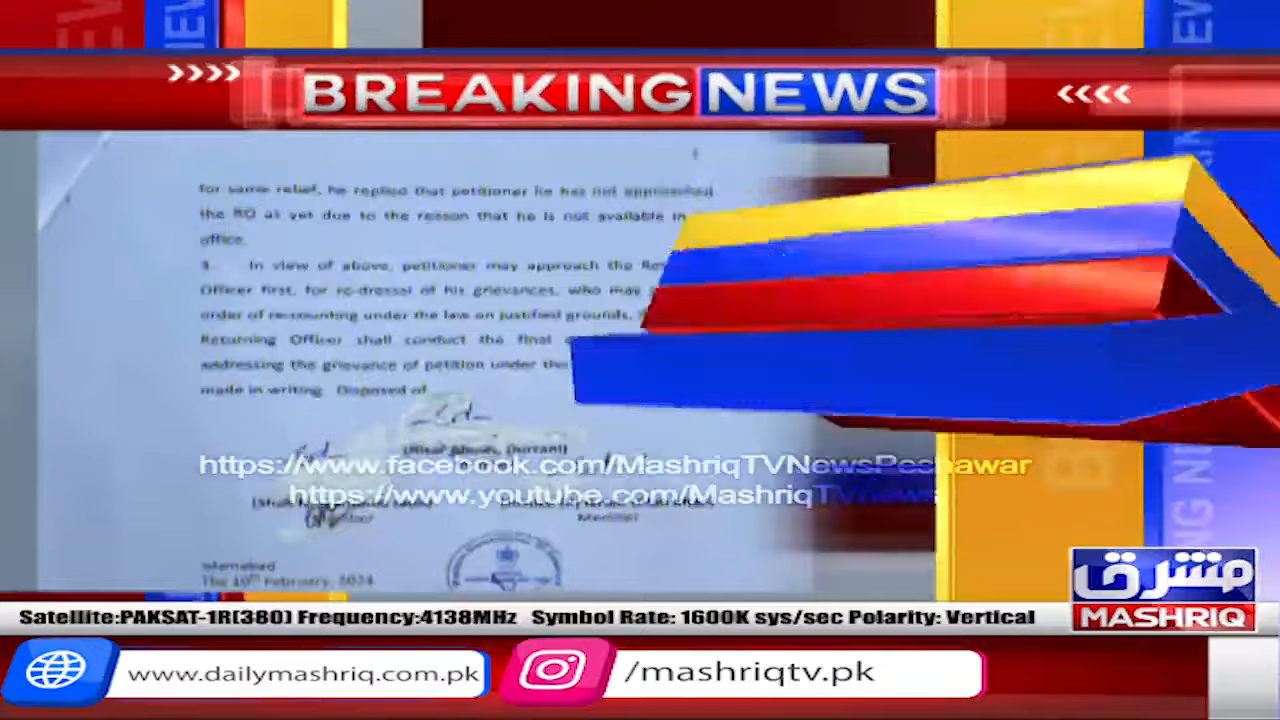 BREAKING NEWS
for same relief, he replied that petitioner he has not approached
the RO as yet due to the reason that he is not available in
office.
3. In view of above, petitioner may approach the
Officer first, for re-dressal of his grievances, who may
order of re-counting under the law on justified grounds.
Returning Officer shall conduct the final
addressing the grievance of petition under the
made in writing. Disposed of
https://www.facebook.com/MashriqTVNewsPeshawar
https://www.youtube.com/MashriqTVnews
Member
Islamabad
The 10th February, 2024
مشرق
MASHRIQ
Satellite:PAKSAT-1R(380) Frequency:4138MHz Symbol Rate: 1600K sys/sec Polarity: Vertical
www.dailymashriq.com.pk
/mashriqtv.pk